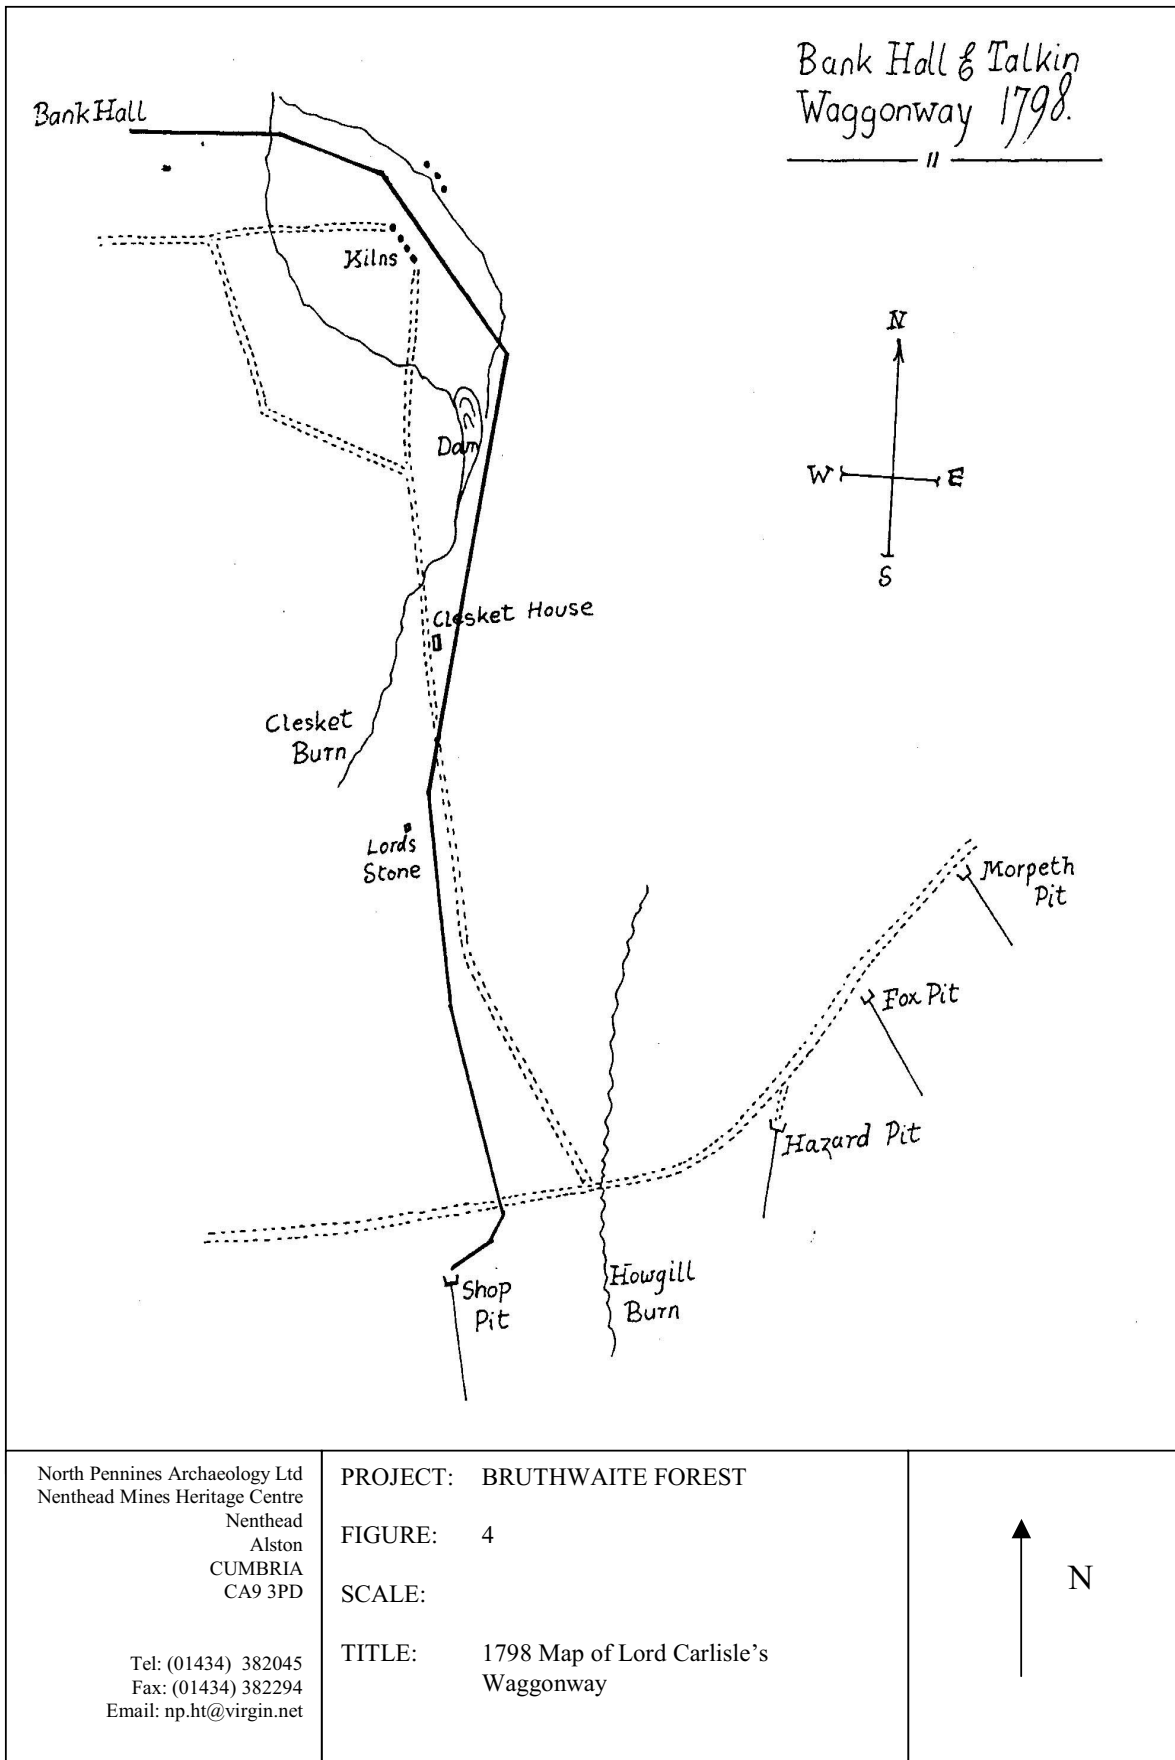 Bank Hall & Talkin
Waggonway 1798.
Bank Hall
Kilns
N
W E
S
Dam
Clesket House
Clesket
Burn
Lords
Stone
Morpeth
Pit
Fox Pit
Hazard Pit
Howgill
Burn
Shop
Pit
North Pennines Archaeology Ltd
Nenthead Mines Heritage Centre
Nenthead
Alston
CUMBRIA
CA9 3PD
Tel: (01434) 382045
Fax: (01434) 382294
Email: np.ht@virgin.net
PROJECT: BRUTHWAITE FOREST
FIGURE: 4
SCALE:
TITLE: 1798 Map of Lord Carlisle's
Waggonway
N